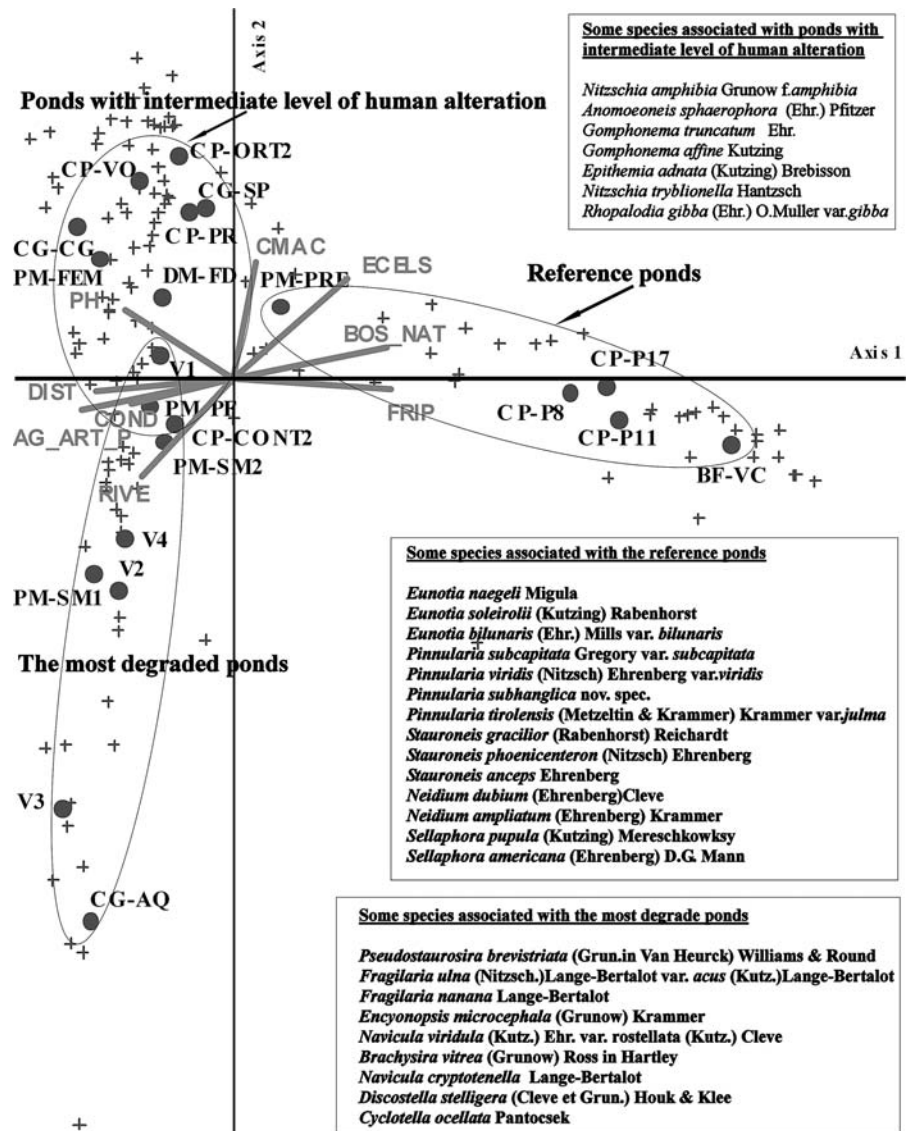 Axis 2
Some species associated with ponds with
intermediate level of human alteration
Nitzschia amphibia Grunow f.amphibia
Anomoeoneis sphaerophora (Ehr.) Pfitzer
Gomphonema truncatum Ehr.
Gomphonema affine Kutzing
Epithemia adnata (Kutzing) Brebisson
Nitzschia tryblionella Hantzsch
Rhopalodia gibba (Ehr.) O.Muller var.gibba
Ponds with intermediate level of human alteration
CP-ORT2
CP-VO
CG-SP
CP-PR
CG-CG
PM-FEM
CMAC
ECELS
Reference ponds
DM-FD
PM-PRE
PH
BOS_NAT
V1
Axis 1
CP-P17
DIST
FRIP
CP-P8
COND
PM-PF
AG_ART_P
CP-CONT2
CP-P11
PM-SM2
BF-VC
RIVE
V4
V2
PM-SM1
The most degraded ponds
V3
CG-AQ
Some species associated with the reference ponds
Eunotia naegeli Migula
Eunotia soleirolii (Kutzing) Rabenhorst
Eunotia bilunaris (Ehr.) Mills var. bilunaris
Pinnularia subcapitata Gregory var. subcapitata
Pinnularia viridis (Nitzsch) Ehrenberg var.viridis
Pinnularia subhanglica nov. spec.
Pinnularia tirolensis (Metzeltin & Krammer) Krammer var.julma
Stauroneis gracilior (Rabenhorst) Reichardt
Stauroneis phoenicenteron (Nitzsch) Ehrenberg
Stauroneis anceps Ehrenberg
Neidium dubium (Ehrenberg)Cleve
Neidium ampliatum (Ehrenberg) Krammer
Sellaphora pupula (Kutzing) Mereschkowksy
Sellaphora americana (Ehrenberg) D.G. Mann
Some species associated with the most degrade ponds
Pseudostaurosira brevistriata (Grun.in Van Heurck) Williams & Round
Fragilaria ulna (Nitzsch.)Lange-Bertalot var. acus (Kutz.)Lange-Bertalot
Fragilaria nanana Lange-Bertalot
Encyonopsis microcephala (Grunow) Krammer
Navicula viridula (Kutz.) Ehr. var. rostellata (Kutz.) Cleve
Brachysira vitrea (Grunow) Ross in Hartley
Navicula cryptotenella Lange-Bertalot
Discostella stelligera (Cleve et Grun.) Houk & Klee
Cyclotella ocellata Pantocsek